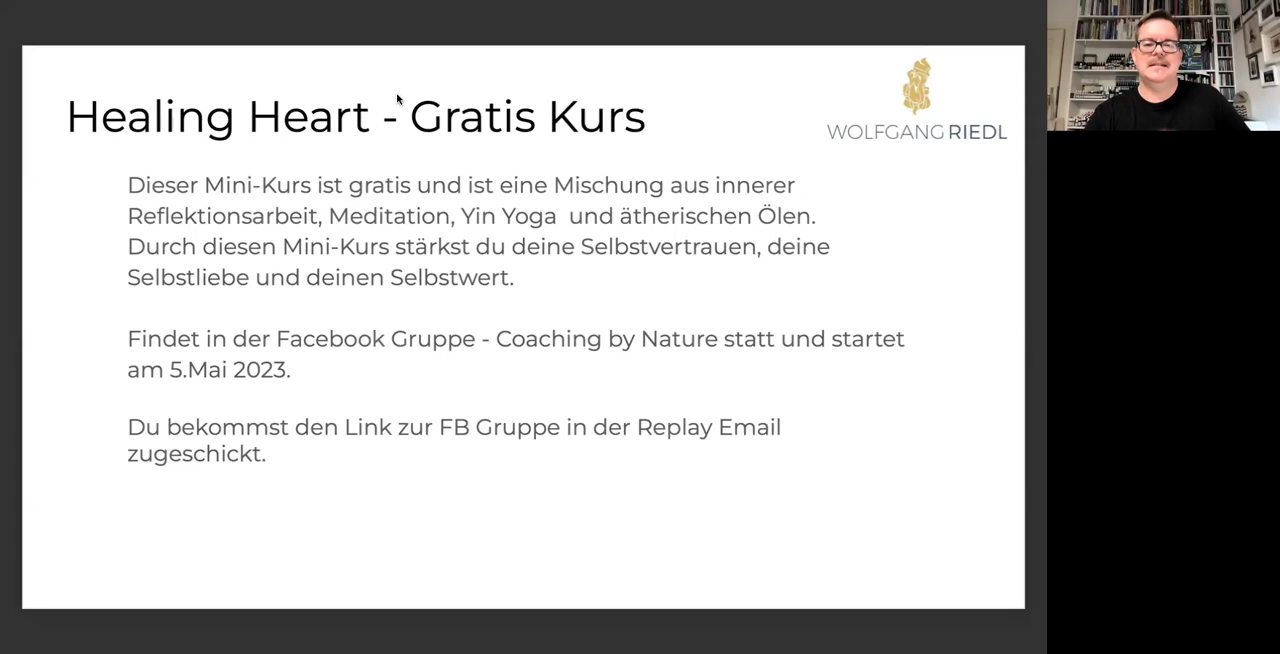 Healing Heart - Gratis Kurs
WOLFGANG RIEDL
Dieser Mini-Kurs ist gratis und ist eine Mischung aus innerer
Reflektionsarbeit, Meditation, Yin Yoga  und ätherischen Ölen.
Durch diesen Mini-Kurs stärkst du deine Selbstvertrauen, deine
Selbstliebe und deinen Selbstwert.
Findet in der Facebook Gruppe - Coaching by Nature statt und startet
am 5.Mai 2023.
Du bekommst den Link zur FB Gruppe in der Replay Email
zugeschickt.